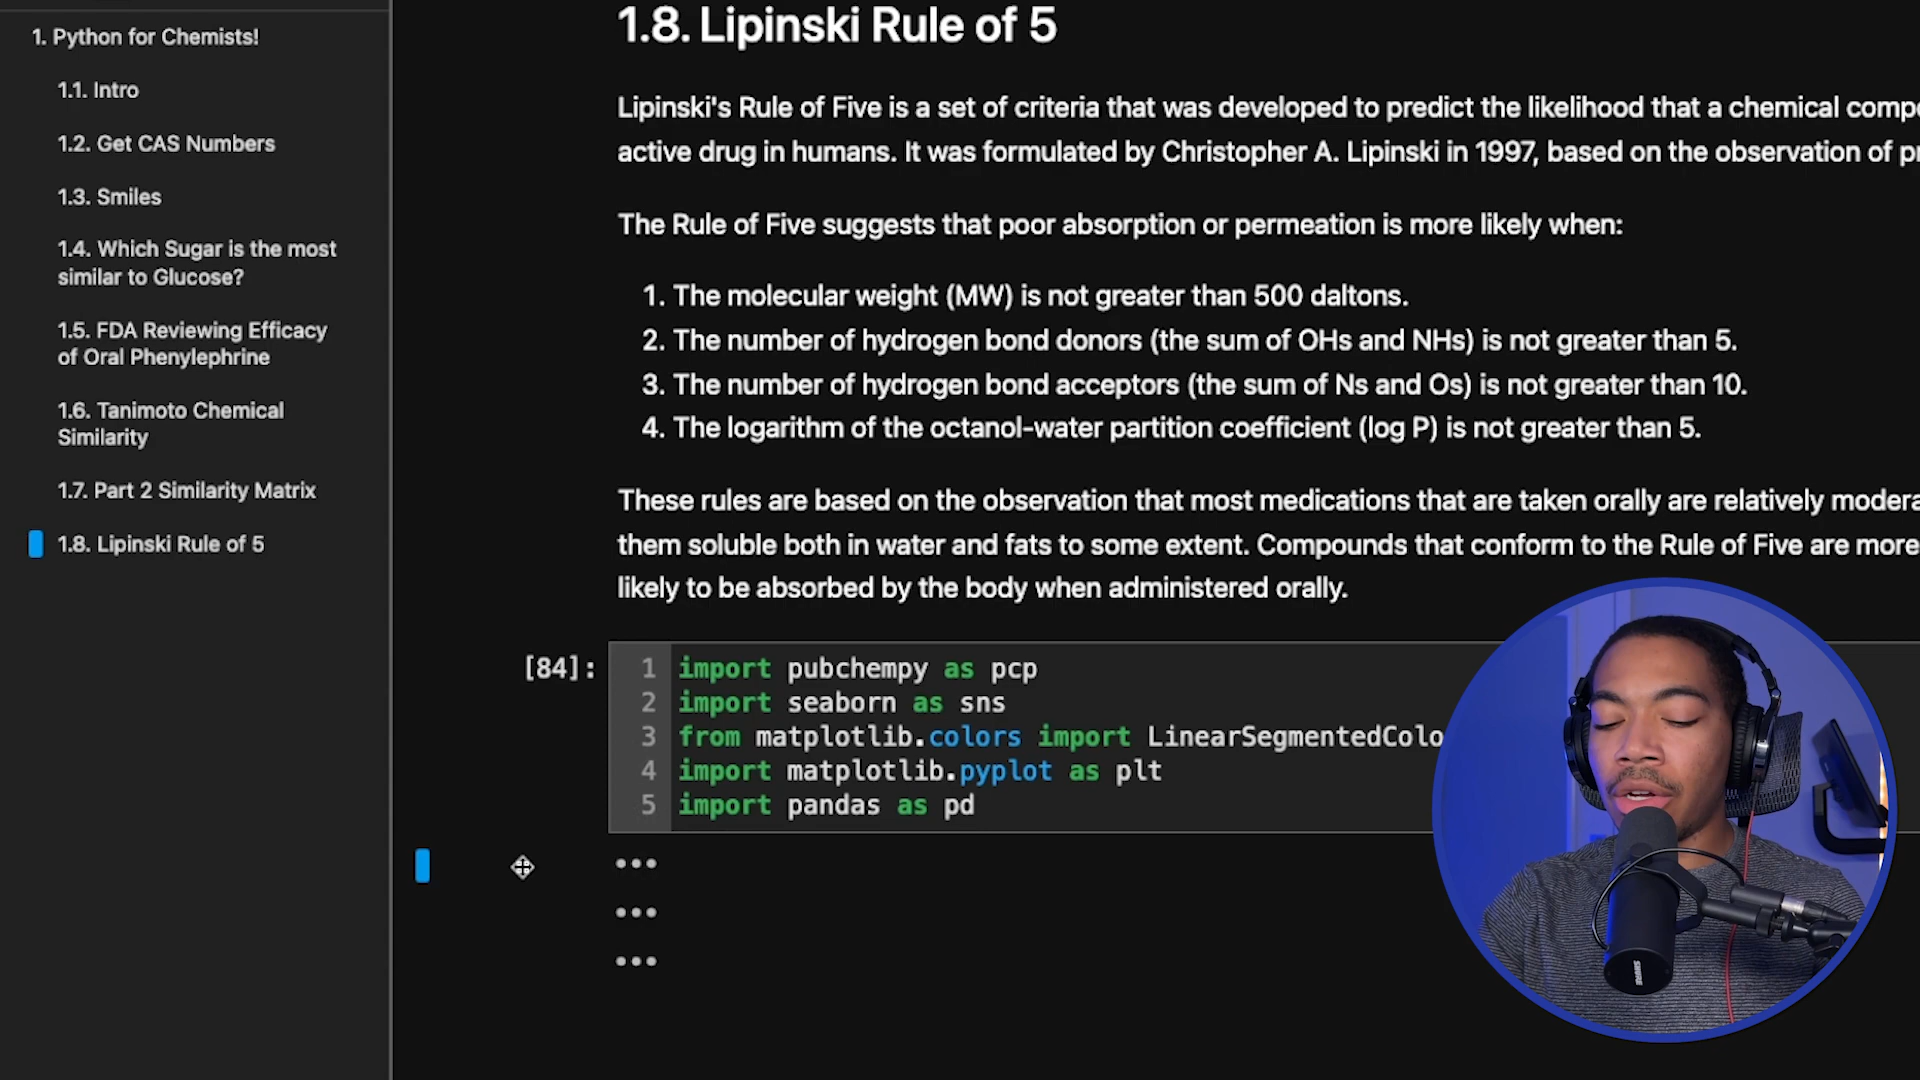 1. Python for Chemists!
1.1. Intro
1.2. Get CAS Numbers
1.3. Smiles
1.4. Which Sugar is the most
similar to Glucose?
1.5. FDA Reviewing Efficacy
of Oral Phenylephrine
1.6. Tanimoto Chemical
Similarity
1.7. Part 2 Similarity Matrix
1.8. Lipinski Rule of 5
1.8. Lipinski Rule of 5
Lipinski's Rule of Five is a set of criteria that was developed to predict the likelihood that a chemical compo
active drug in humans. It was formulated by Christopher A. Lipinski in 1997, based on the observation of pr
The Rule of Five suggests that poor absorption or permeation is more likely when:
1. The molecular weight (MW) is not greater than 500 daltons.
2. The number of hydrogen bond donors (the sum of OHs and NHs) is not greater than 5.
3. The number of hydrogen bond acceptors (the sum of Ns and Os) is not greater than 10.
4. The logarithm of the octanol-water partition coefficient (log P) is not greater than 5.
These rules are based on the observation that most medications that are taken orally are relatively modera
them soluble both in water and fats to some extent. Compounds that conform to the Rule of Five are more
likely to be absorbed by the body when administered orally.
[84]:
1 import pubchempy as pcp
2 import seaborn as sns
3 from matplotlib.colors import LinearSegmentedColo
4 import matplotlib.pyplot as plt
5 import pandas as pd
•••
•••
•••
SHURE